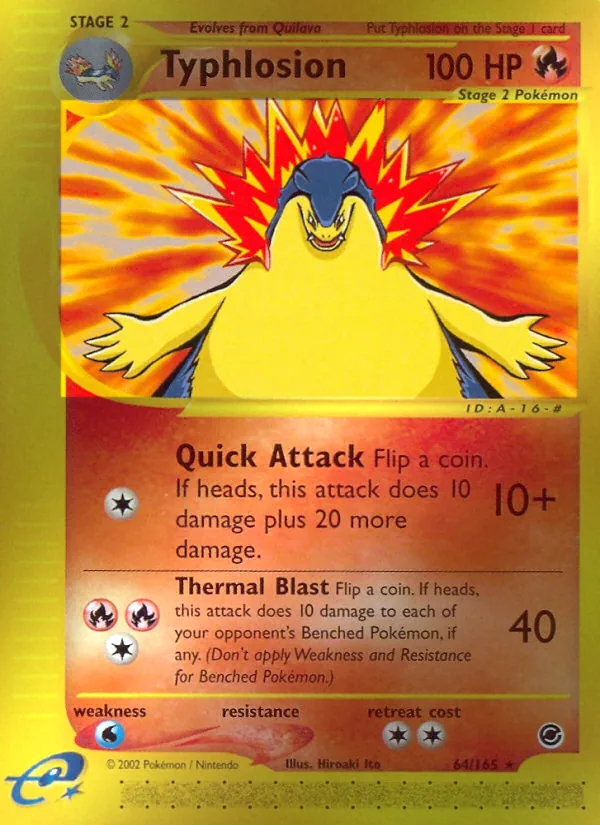 STAGE 2
Evolves from Quilava
Put Typhlosion on the Stage 1 card
Typhlosion
100 HP
Stage 2 Pokémon
ID:A-16-#
Quick Attack Flip a coin.
If heads, this attack does 10
damage plus 20 more
damage.
10+
Thermal Blast Flip a coin. If heads,
this attack does 10 damage to each of
your opponent's Benched Pokémon, if
any. (Don't apply Weakness and Resistance
for Benched Pokémon.)
40
weakness
resistance
retreat cost
© 2002 Pokémon / Nintendo
Illus. Hiroaki Ito
64/165 ★
e